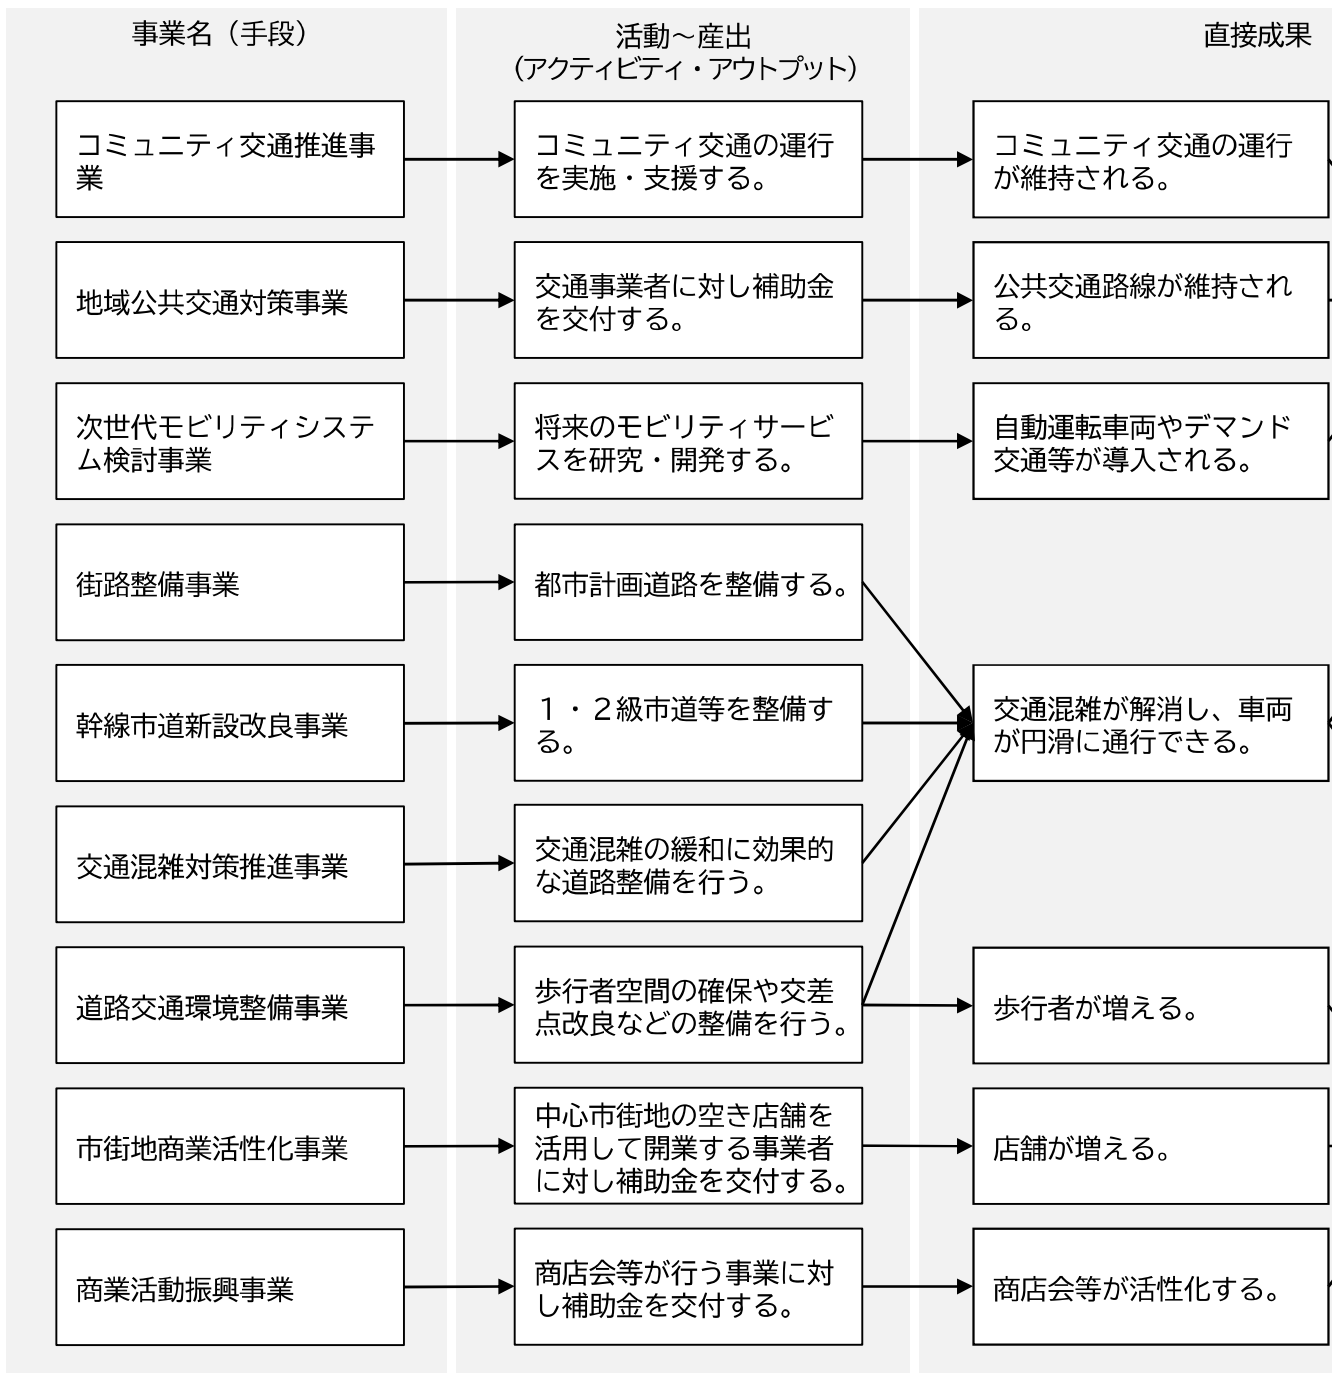 事業名（手段）
活動～産出
（アクティビティ・アウトプット）
直接成果
コミュニティ交通推進事
業
コミュニティ交通の運行
を実施・支援する。
コミュニティ交通の運行
が維持される。
地域公共交通対策事業
交通事業者に対し補助金
を交付する。
公共交通路線が維持され
る。
次世代モビリティシステ
ム検討事業
将来のモビリティサービ
スを研究・開発する。
自動運転車両やデマンド
交通等が導入される。
街路整備事業
都市計画道路を整備する。
幹線市道新設改良事業
１・２級市道等を整備す
る。
交通混雑が解消し、車両
が円滑に通行できる。
交通混雑対策推進事業
交通混雑の緩和に効果的
な道路整備を行う。
道路交通環境整備事業
歩行者空間の確保や交差
点改良などの整備を行う。
歩行者が増える。
市街地商業活性化事業
中心市街地の空き店舗を
活用して開業する事業者
に対し補助金を交付する。
店舗が増える。
商業活動振興事業
商店会等が行う事業に対
し補助金を交付する。
商店会等が活性化する。